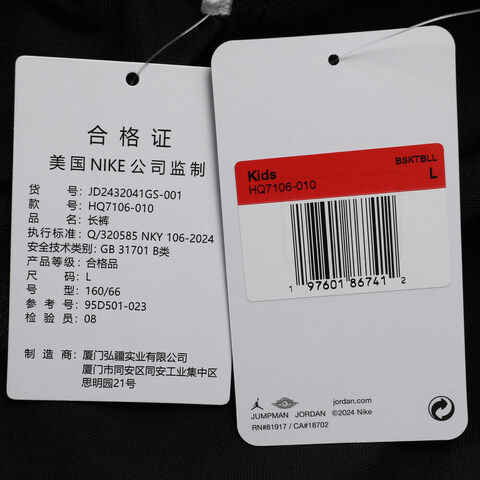 合格证
美国NIKE公司监制
货 号: JD2432041GS-001
款 号: HQ7106-010
品 名: 长裤
执行标准: Q/320585 NKY 106-2024
安全技术类别: GB 31701 B类
产品等级: 合格品
尺 码: L
号 型: 160/66
参 考 号: 95D501-023
检 验 员: 08
制 造 商: 厦门弘疆实业有限公司
厦门市同安区同安工业集中区
思明园21号
BSKTBLL
Kids L
HQ7106-010
1 97601 86741 2
JUMPMAN JORDAN
jordan.com
©2024 Nike
RN#81917 / CA#18702